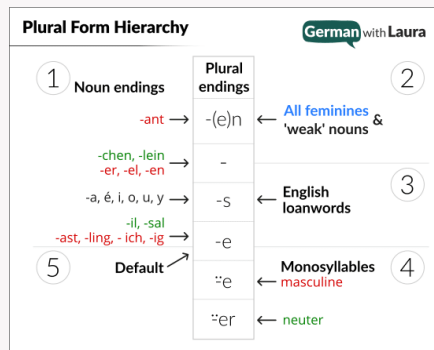 Plural Form Hierarchy
German with Laura
1
Noun endings
Plural
endings
2
-ant → -(e)n ← All feminines
'weak' nouns &
-chen, -lein
-er, -el, -en → -
3
-a, é, i, o, u, y → -s ← English
loanwords
-il, -sal
-ast, -ling, - ich, -ig → -e
5
Default
4
Monosyllables
⸚e ← masculine
⸚er ← neuter